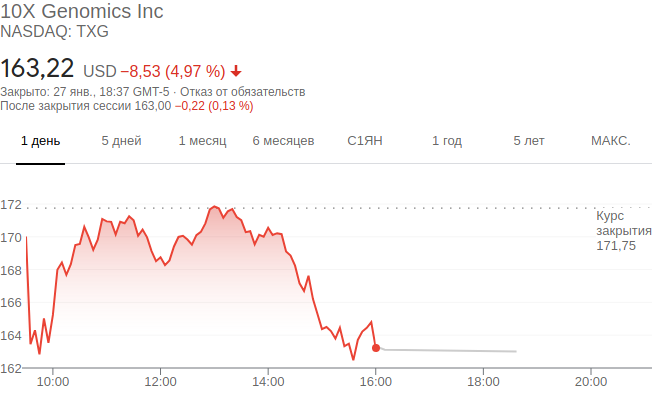 10X Genomics Inc
NASDAQ: TXG
163,22 USD −8,53 (4,97 %)
Закрыто: 27 янв., 18:37 GMT-5 · Отказ от обязательств
После закрытия сессии 163,00 −0,22 (0,13 %)
1 день 5 дней 1 месяц 6 месяцев С1ЯН 1 год 5 лет МАКС.
172
Курс
закрытия
171,75
170
168
166
164
162
10:00 12:00 14:00 16:00 18:00 20:00